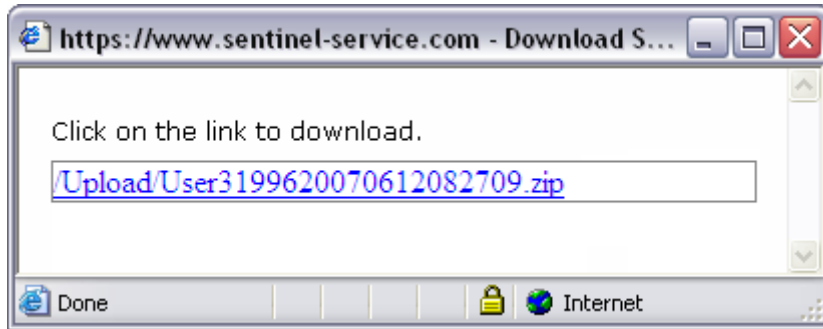 https://www.sentinel-service.com - Download S...
Click on the link to download.
/Upload/User3199620070612082709.zip
Done
Internet